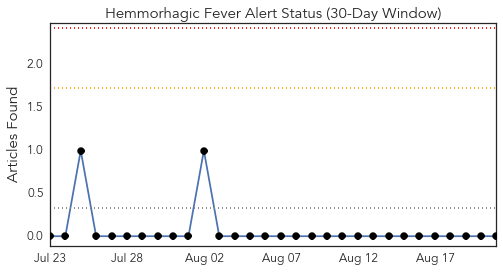 Hemmorhagic Fever Alert Status (30-Day Window)
Articles Found
2.0
1.5
1.0
0.5
0.0
Jul 23 Jul 28 Aug 02 Aug 07 Aug 12 Aug 17